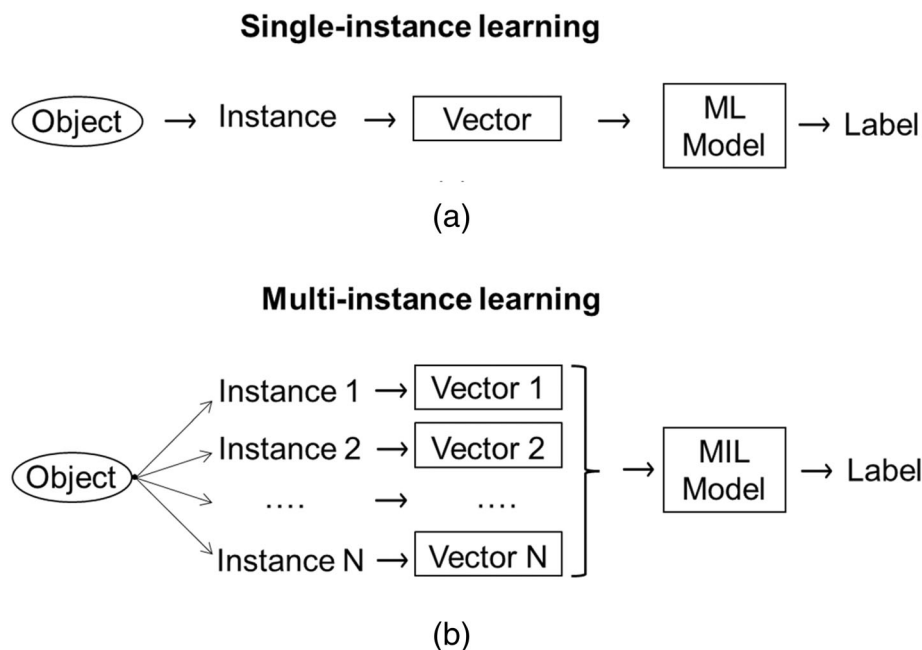 Single-instance learning
Object → Instance → Vector → ML Model → Label
(a)
Multi-instance learning
Instance 1 → Vector 1
Instance 2 → Vector 2
Object
MIL Model → Label
.... → ....
Instance N → Vector N
(b)